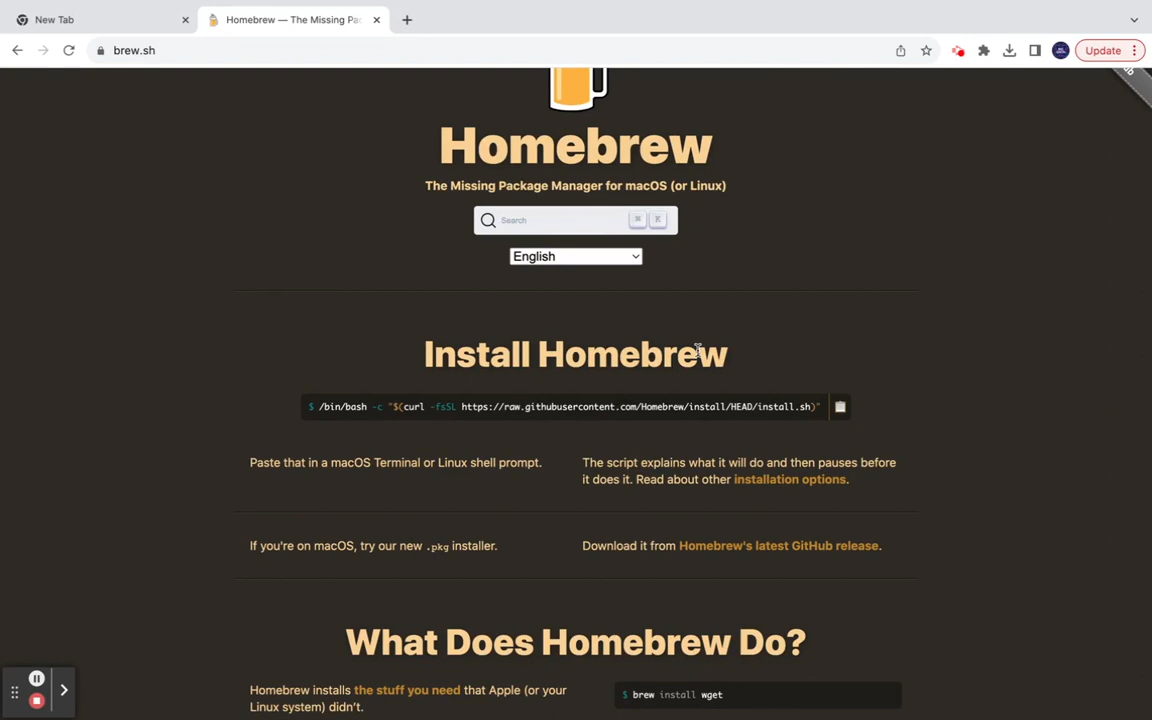 New Tab
Homebrew — The Missing Pac
brew.sh
Update
Homebrew
The Missing Package Manager for macOS (or Linux)
Search ⌘ K
English
Install Homebrew
$ /bin/bash -c "$(curl -fsSL https://raw.githubusercontent.com/Homebrew/install/HEAD/install.sh)"
Paste that in a macOS Terminal or Linux shell prompt.
The script explains what it will do and then pauses before
it does it. Read about other installation options.
If you're on macOS, try our new .pkg installer.
Download it from Homebrew's latest GitHub release.
What Does Homebrew Do?
Homebrew installs the stuff you need that Apple (or your
Linux system) didn't.
$ brew install wget